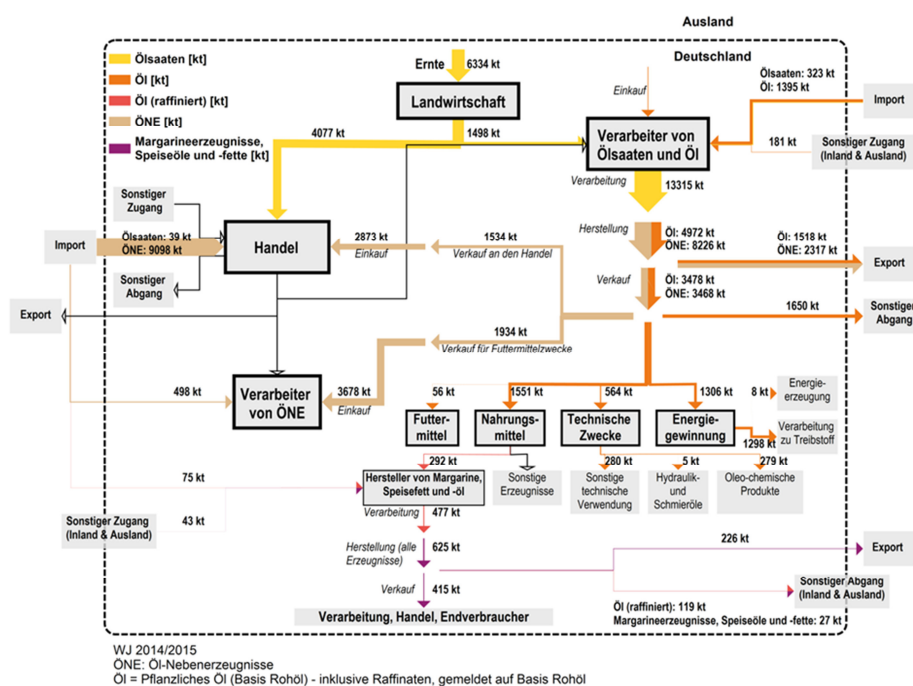 Ausland
Deutschland
Ölsaaten [kt]
Öl [kt]
Öl (raffiniert) [kt]
ÖNE [kt]
Margarineerzeugnisse,
Speiseöle und -fette [kt]
Ernte
6334 kt
Landwirtschaft
4077 kt
1498 kt
Einkauf
Verarbeiter von
Ölsaaten und Öl
Ölsaaten: 323 kt
Öl: 1395 kt
Import
181 kt
Sonstiger Zugang
(Inland & Ausland)
Verarbeitung
13315 kt
Sonstiger
Zugang
Import
Ölsaaten: 39 kt
ÖNE: 9098 kt
Handel
2873 kt
Einkauf
1534 kt
Verkauf an den Handel
Herstellung
Öl: 4972 kt
ÖNE: 8226 kt
Öl: 1518 kt
ÖNE: 2317 kt
Export
Sonstiger
Abgang
Verkauf
Öl: 3478 kt
ÖNE: 3468 kt
Export
1650 kt
Sonstiger
Abgang
1934 kt
Verkauf für Futtermittelzwecke
498 kt
Verarbeiter
von ÖNE
3678 kt
Einkauf
56 kt
1551 kt
564 kt
1306 kt
8 kt
Energie-
erzeugung
Futter-
mittel
Nahrungs-
mittel
Technische
Zwecke
Energie-
gewinnung
1298 kt
Verarbeitung
zu Treibstoff
292 kt
280 kt
5 kt
279 kt
75 kt
Hersteller von Margarine,
Speisefett und -öl
Sonstige
Erzeugnisse
Sonstige
technische
Verwendung
Hydraulik-
und
Schmieröle
Oleo-chemische
Produkte
Sonstiger Zugang
(Inland & Ausland)
43 kt
Verarbeitung
477 kt
Herstellung (alle
Erzeugnisse)
625 kt
226 kt
Export
Verkauf
415 kt
Sonstiger Abgang
(Inland & Ausland)
Verarbeitung, Handel, Endverbraucher
Öl (raffiniert): 119 kt
Margarineerzeugnisse, Speiseöle und -fette: 27 kt
WJ 2014/2015
ÖNE: Öl-Nebenerzeugnisse
Öl = Pflanzliches Öl (Basis Rohöl) - inklusive Raffinaten, gemeldet auf Basis Rohöl